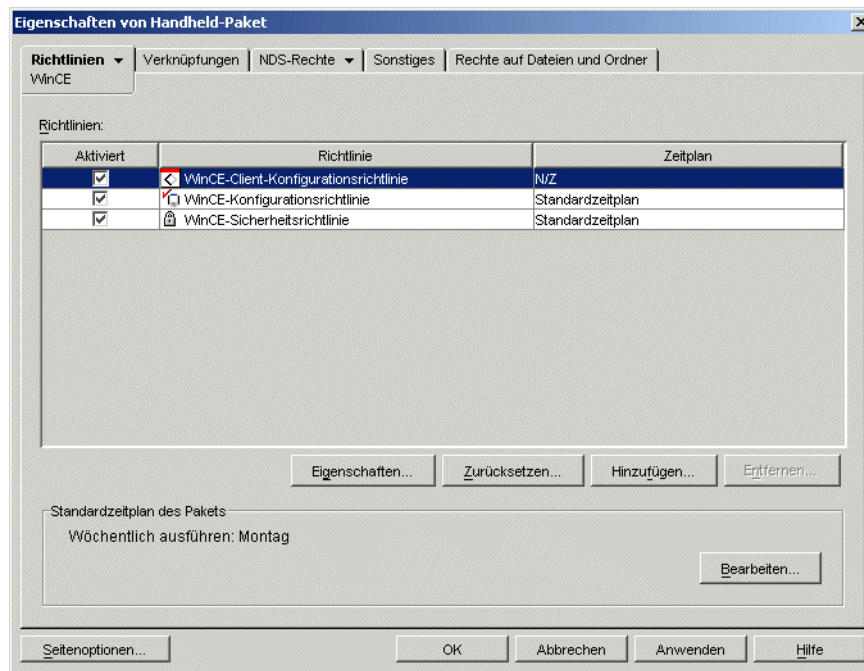 Eigenschaften von Handheld-Paket
Richtlinien Verknüpfungen NDS-Rechte Sonstiges Rechte auf Dateien und Ordner
WinCE
Richtlinien:
Aktiviert Richtlinie Zeitplan
WinCE-Client-Konfigurationsrichtlinie N/Z
WinCE-Konfigurationsrichtlinie Standardzeitplan
WinCE-Sicherheitsrichtlinie Standardzeitplan
Eigenschaften... Zurücksetzen... Hinzufügen... Entfernen...
Standardzeitplan des Pakets
Wöchentlich ausführen: Montag
Bearbeiten...
Seitenoptionen... OK Abbrechen Anwenden Hilfe